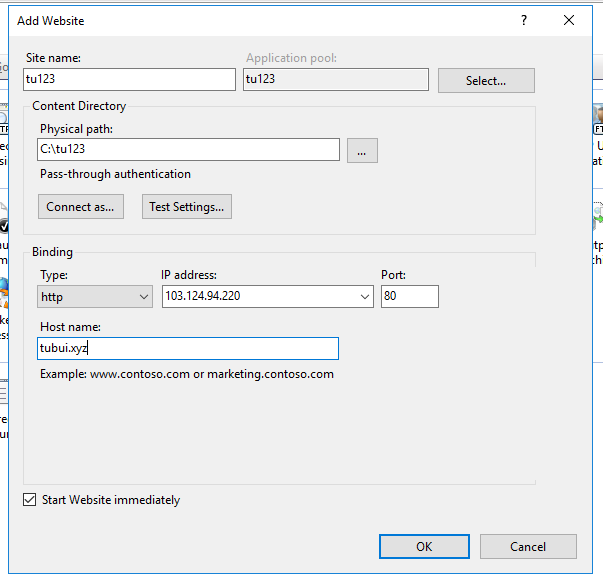 Add Website
?
Site name:
Application pool:
tu123
tu123
Select...
Content Directory
Physical path:
C:\tu123
...
Pass-through authentication
Connect as...
Test Settings...
Binding
Type:
IP address:
Port:
http
103.124.94.220
80
Host name:
tubui.xyz
Example: www.contoso.com or marketing.contoso.com
Start Website immediately
OK
Cancel